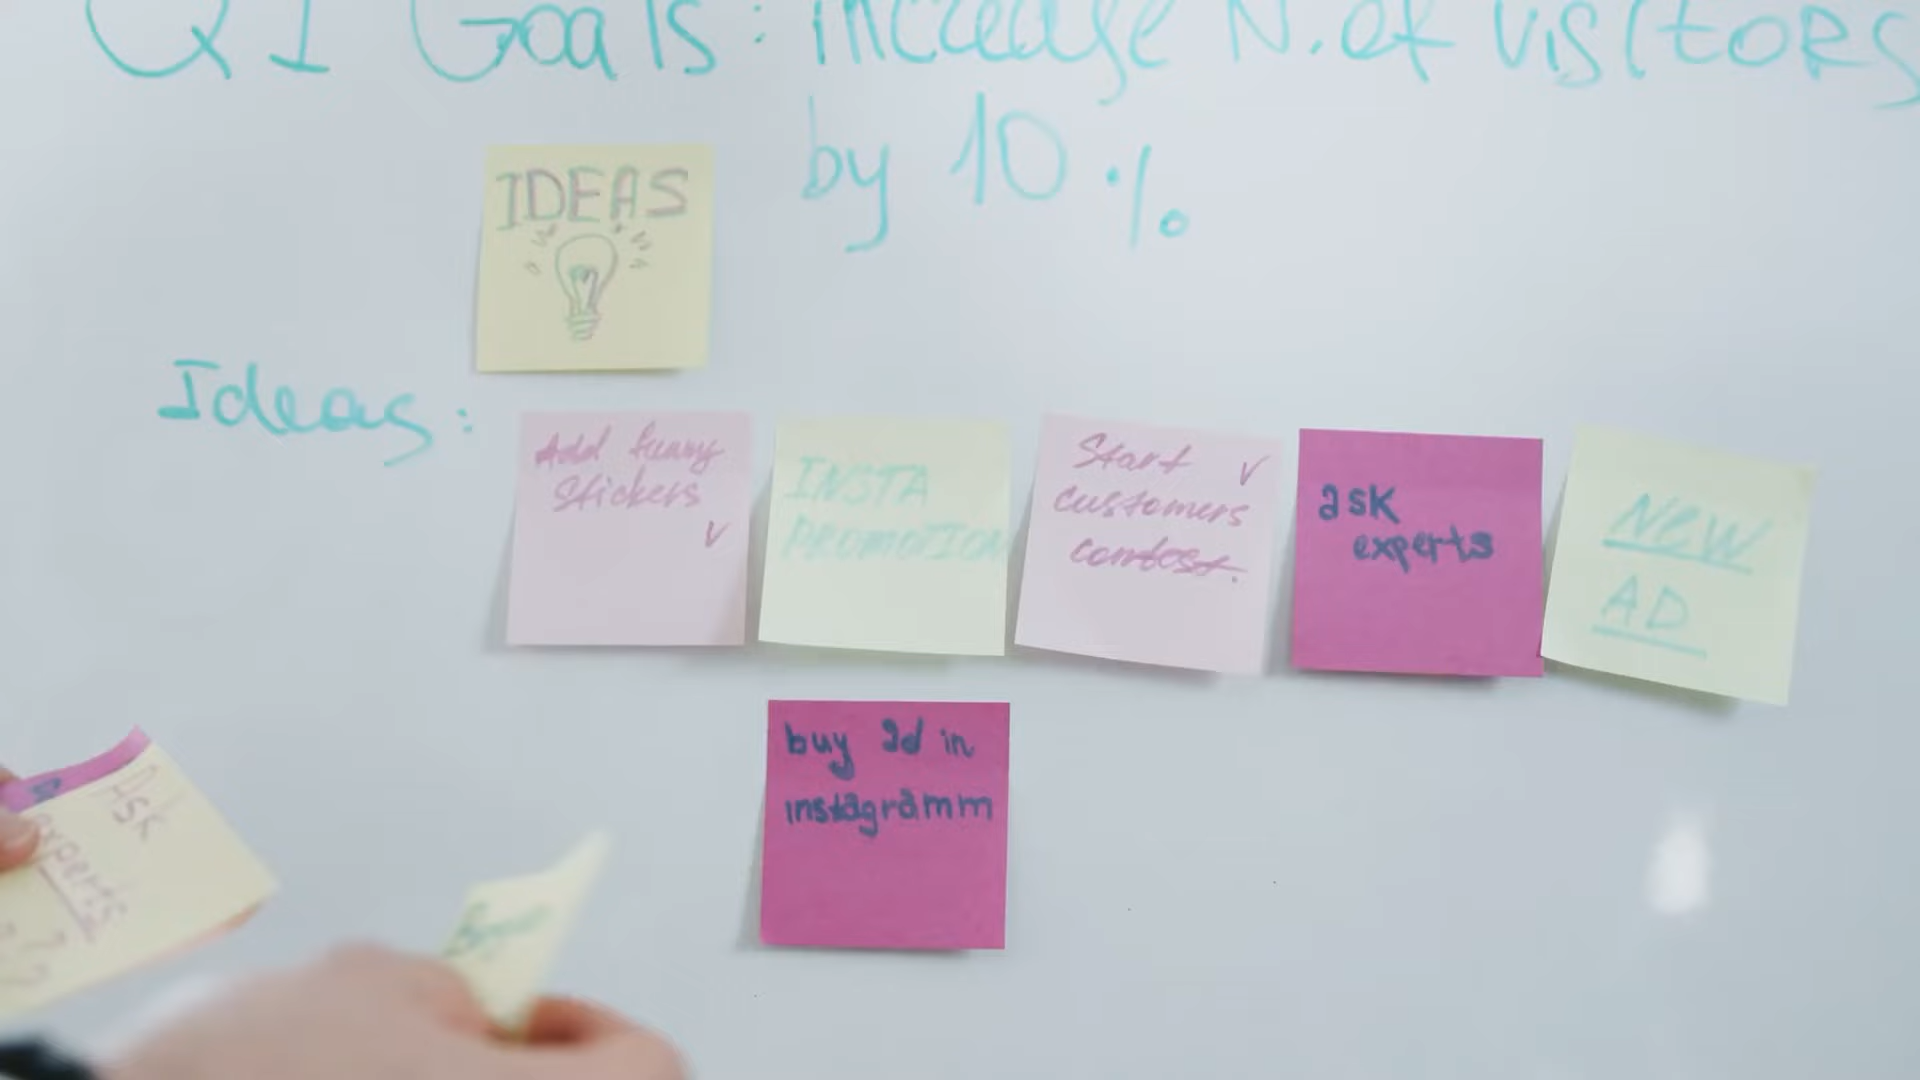 Q1 Goals: increase N. of visitors
by 10%
IDEAS
Ideas:
Add funny
stickers
v
INSTA
PROMOTION
Start v
customers
contest.
ask
experts
NEW
AD
buy ad in
instagramm
Ask
experts
?